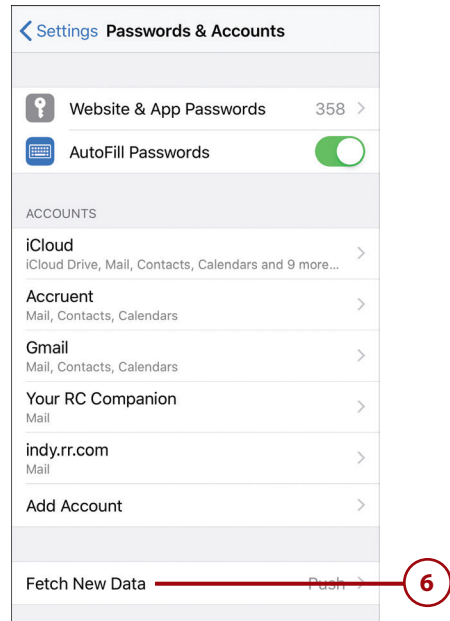 Settings Passwords & Accounts
Website & App Passwords 358
AutoFill Passwords
ACCOUNTS
iCloud
iCloud Drive, Mail, Contacts, Calendars and 9 more...
Accruent
Mail, Contacts, Calendars
Gmail
Mail, Contacts, Calendars
Your RC Companion
Mail
indy.rr.com
Mail
Add Account
Fetch New Data Push 6